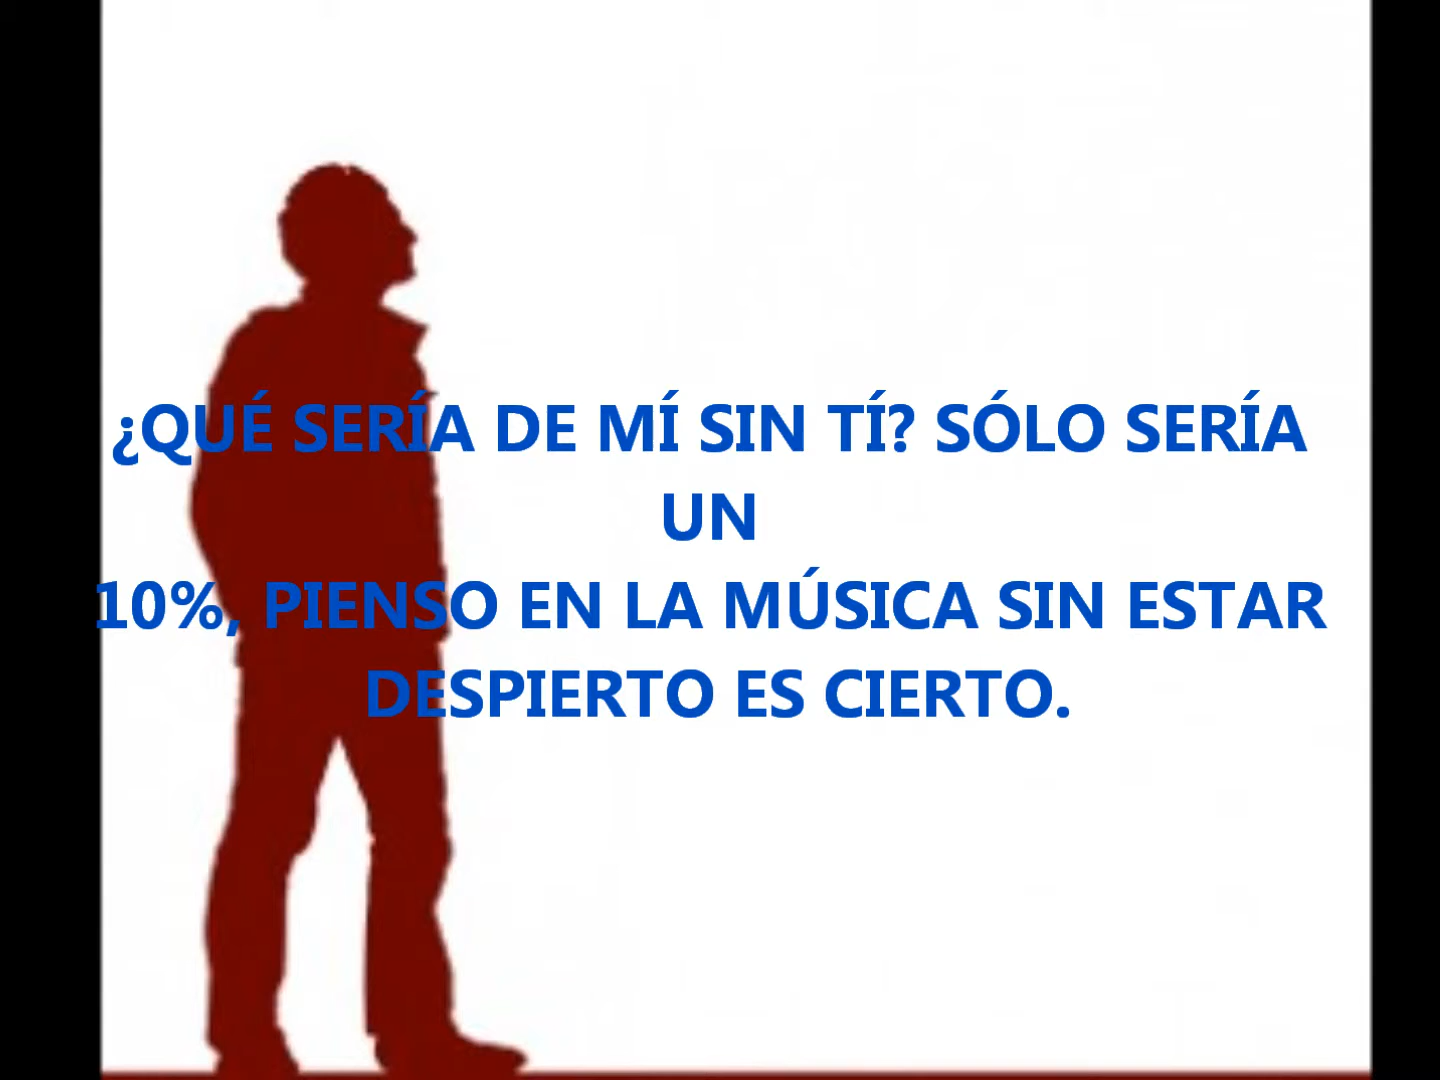 ¿QUÉ SERÍA DE MÍ SIN TÍ? SÓLO SERÍA
UN
10%, PIENSO EN LA MÚSICA SIN ESTAR
DESPIERTO ES CIERTO.